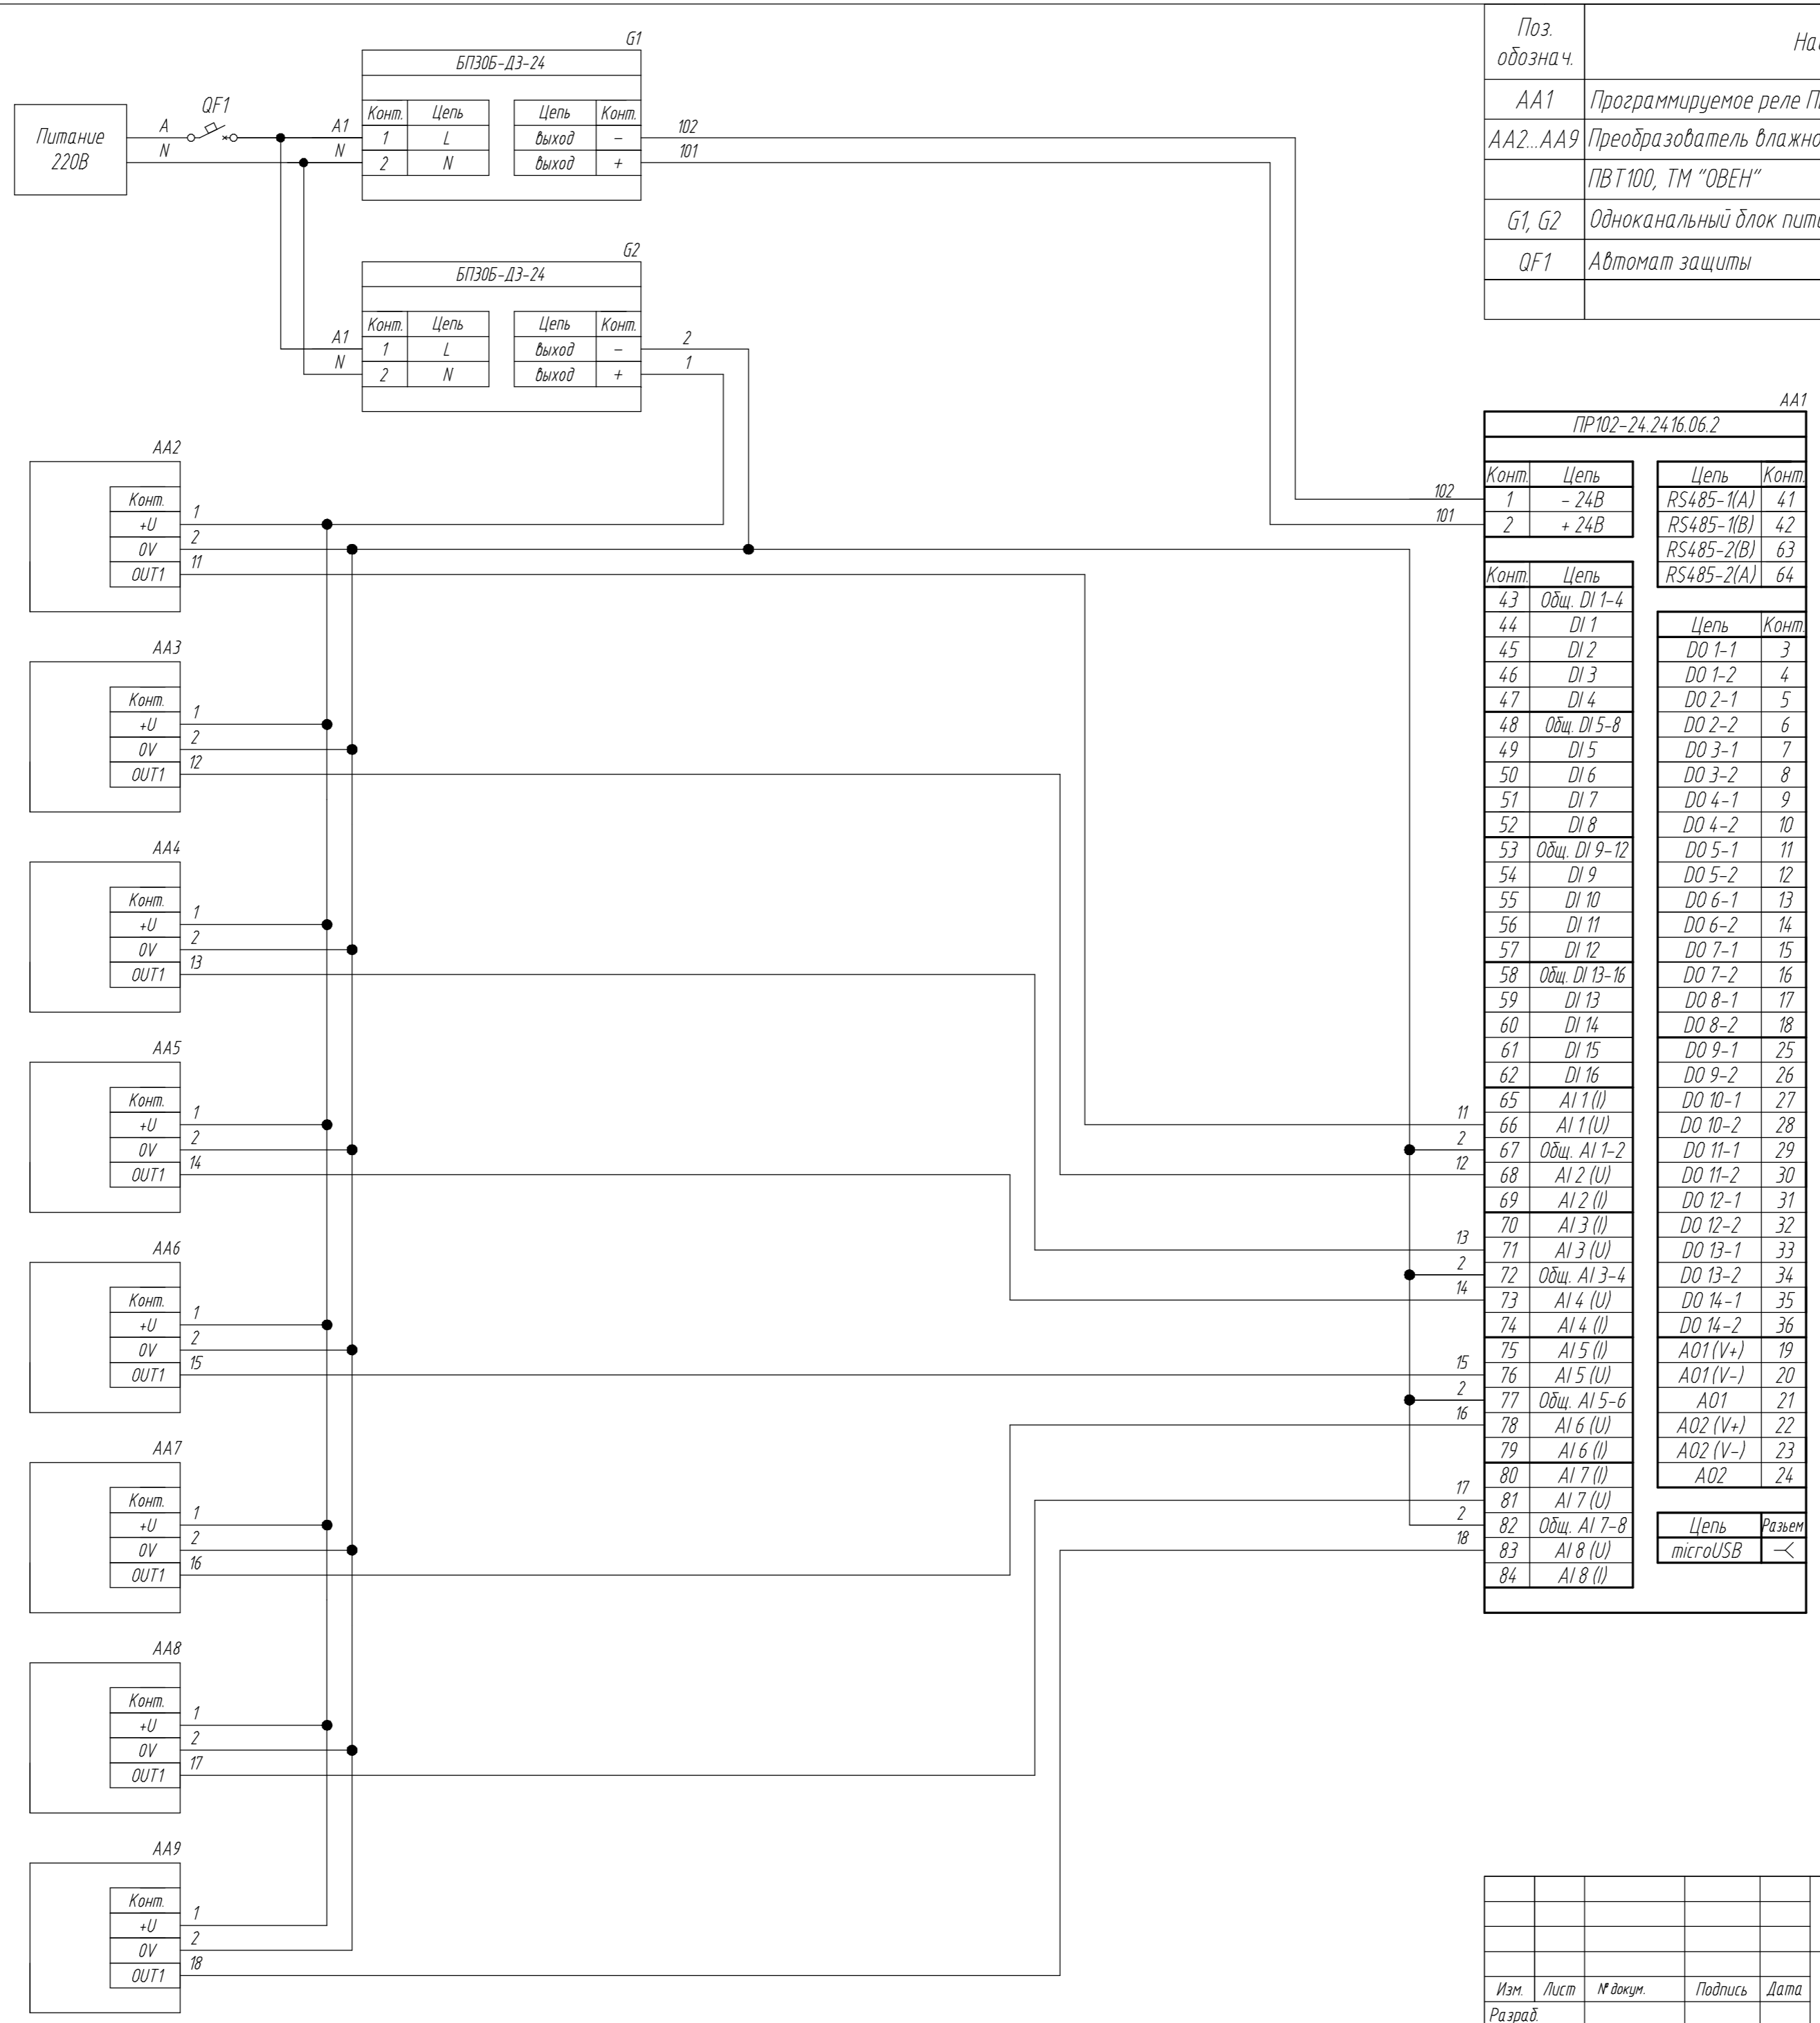 G1
БП30Б-Д3-24
Конт. Цепь Цепь Конт.
1 L выход –
2 N выход +
Питание
220В
A
N
QF1
A1
N
102
101
G2
БП30Б-Д3-24
Конт. Цепь Цепь Конт.
1 L выход –
2 N выход +
A1
N
2
1
Поз.
обознач.
AA1 Программируемое реле
AA2...AA9 Преобразователь
ПВТ100, ТМ "ОВЕН"
G1, G2 Одноканальный блок
QF1 Автомат защиты
AA2
Конт.
+U 1
0V 2
OUT1 11
AA3
Конт.
+U 1
0V 2
OUT1 12
AA4
Конт.
+U 1
0V 2
OUT1 13
AA5
Конт.
+U 1
0V 2
OUT1 14
AA6
Конт.
+U 1
0V 2
OUT1 15
AA7
Конт.
+U 1
0V 2
OUT1 16
AA8
Конт.
+U 1
0V 2
OUT1 17
AA9
Конт.
+U 1
0V 2
OUT1 18
AA1
ПР102-24.2416.06.2
Конт. Цепь
102 1 – 24В
101 2 + 24В
Конт. Цепь
43 Общ. DI 1-4
44 DI 1
45 DI 2
46 DI 3
47 DI 4
48 Общ. DI 5-8
49 DI 5
50 DI 6
51 DI 7
52 DI 8
53 Общ. DI 9-12
54 DI 9
55 DI 10
56 DI 11
57 DI 12
58 Общ. DI 13-16
59 DI 13
60 DI 14
61 DI 15
62 DI 16
65 AI 1 (I)
11 66 AI 1 (U)
2 67 Общ. AI 1-2
12 68 AI 2 (U)
69 AI 2 (I)
70 AI 3 (I)
13 71 AI 3 (U)
2 72 Общ. AI 3-4
14 73 AI 4 (U)
74 AI 4 (I)
75 AI 5 (I)
15 76 AI 5 (U)
2 77 Общ. AI 5-6
16 78 AI 6 (U)
79 AI 6 (I)
80 AI 7 (I)
17 81 AI 7 (U)
2 82 Общ. AI 7-8
18 83 AI 8 (U)
84 AI 8 (I)
Цепь Конт.
RS485-1(A) 41
RS485-1(B) 42
RS485-2(B) 63
RS485-2(A) 64
Цепь Конт.
DO 1-1 3
DO 1-2 4
DO 2-1 5
DO 2-2 6
DO 3-1 7
DO 3-2 8
DO 4-1 9
DO 4-2 10
DO 5-1 11
DO 5-2 12
DO 6-1 13
DO 6-2 14
DO 7-1 15
DO 7-2 16
DO 8-1 17
DO 8-2 18
DO 9-1 25
DO 9-2 26
DO 10-1 27
DO 10-2 28
DO 11-1 29
DO 11-2 30
DO 12-1 31
DO 12-2 32
DO 13-1 33
DO 13-2 34
DO 14-1 35
DO 14-2 36
AO1 (V+) 19
AO1 (V-) 20
AO1 21
AO2 (V+) 22
AO2 (V-) 23
AO2 24
Цепь Разъем
microUSB
Изм. Лист № докум. Подпись Дата
Разраб.